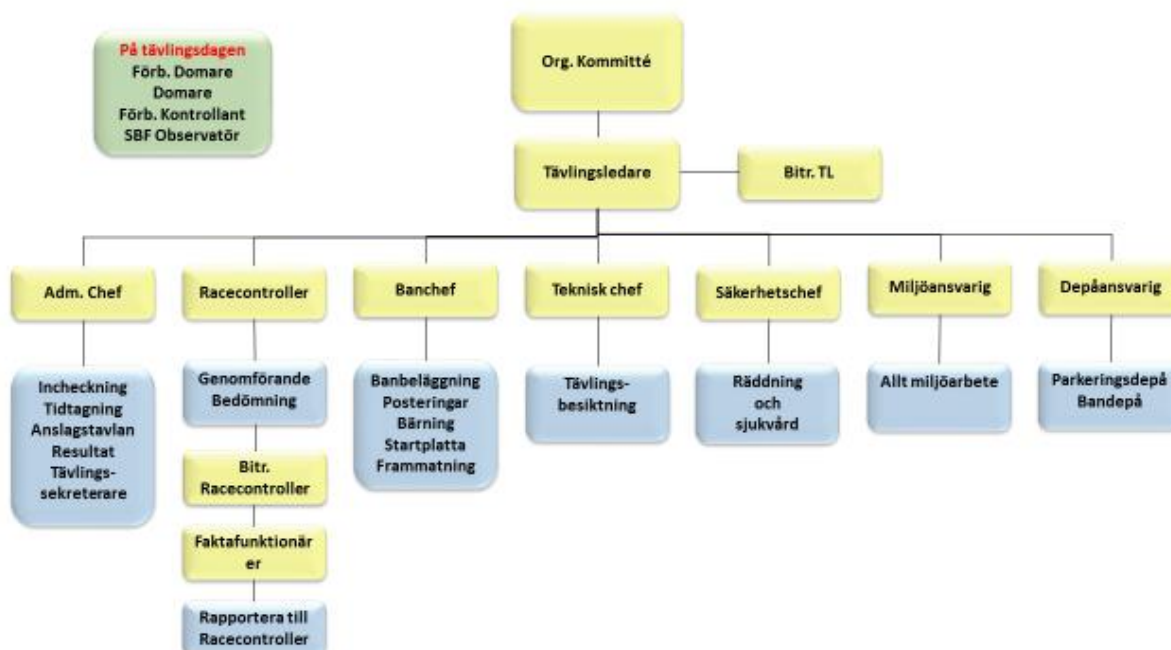 På tävlingsdagen
Förb. Domare
Domare
Förb. Kontrollant
SBF Observatör
Org. Kommitté
Tävlingsledare
Bitr. TL
Adm. Chef
Racecontroller
Banchef
Teknisk chef
Säkerhetschef
Miljöansvarig
Depåansvarig
Incheckning
Tidtagning
Anslagstavlan
Resultat
Tävlings-
sekreterare
Genomförande
Bedömning
Bitr.
Racecontroller
Faktafunktionär
er
Rapportera till
Racecontroller
Banbeläggning
Posteringar
Bärning
Startplatta
Frammatning
Tävlings-
besiktning
Räddning
och
sjukvård
Allt miljöarbete
Parkeringsdepå
Bandepå